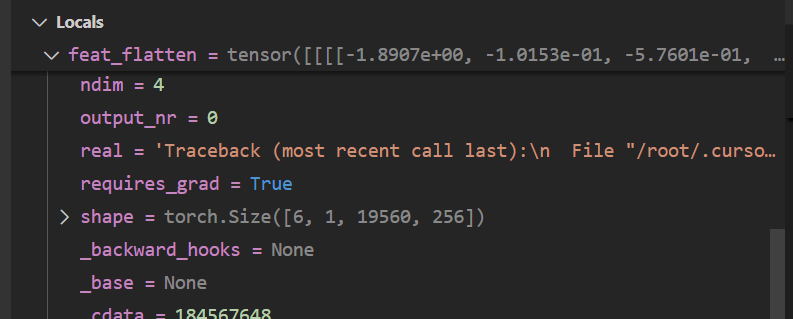 Locals
feat_flatten = tensor([[[[-1.8907e+00, -1.0153e-01, -5.7601e-01, …
ndim = 4
output_nr = 0
real = 'Traceback (most recent call last):\n  File "/root/.curso…
requires_grad = True
shape = torch.Size([6, 1, 19560, 256])
_backward_hooks = None
_base = None
_cdata = 184567648